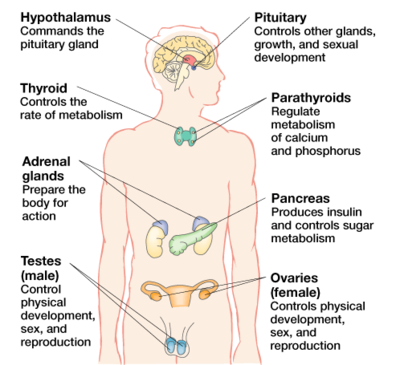 Hypothalamus
Commands the
pituitary gland
Pituitary
Controls other glands,
growth, and sexual
development
Thyroid
Controls the
rate of metabolism
Parathyroids
Regulate
metabolism
of calcium
and phosphorus
Adrenal
glands
Prepare the
body for
action
Pancreas
Produces insulin
and controls sugar
metabolism
Testes
(male)
Control
physical
development,
sex, and
reproduction
Ovaries
(female)
Controls physical
development,
sex, and
reproduction